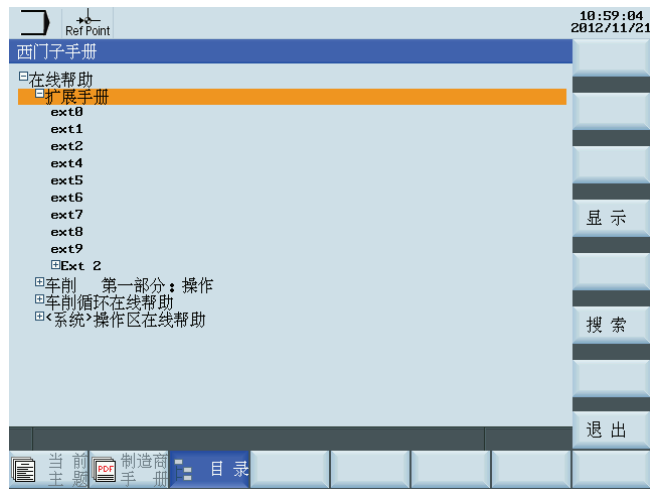 Ref Point
10:59:04
2012/11/21
西门子手册
在线帮助
扩展手册
ext0
ext1
ext2
ext4
ext5
ext6
ext7
ext8
ext9
Ext 2
车削 第一部分：操作
车削循环在线帮助
<系统>操作区在线帮助
显示
搜索
退出
当前
主题
PDF
制造商
手册
目录